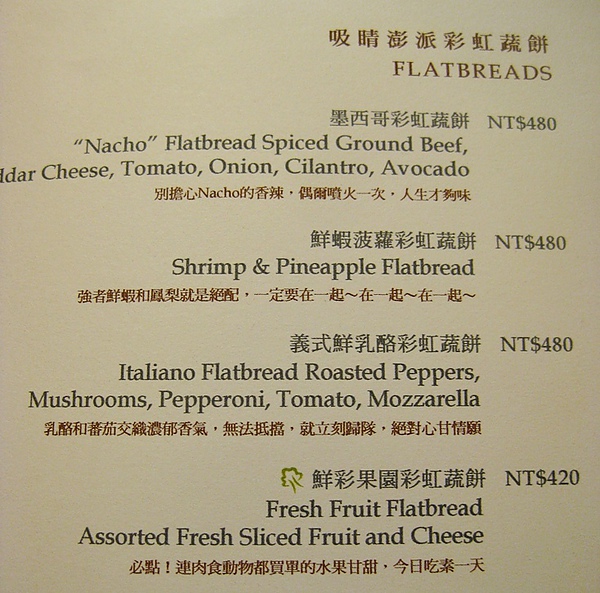 吸睛澎派彩虹蔬餅
FLATBREADS
墨西哥彩虹蔬餅 NT$480
“Nacho” Flatbread Spiced Ground Beef,
ddar Cheese, Tomato, Onion, Cilantro, Avocado
別擔心Nacho的香辣，偶爾噴火一次，人生才夠味
鮮蝦菠蘿彩虹蔬餅 NT$480
Shrimp & Pineapple Flatbread
強者鮮蝦和鳳梨就是絕配，一定要在一起～在一起～在一起～
義式鮮乳酪彩虹蔬餅 NT$480
Italiano Flatbread Roasted Peppers,
Mushrooms, Pepperoni, Tomato, Mozzarella
乳酪和蕃茄交織濃郁香氣，無法抵擋，就立刻歸隊，絕對心甘情願
鮮彩果園彩虹蔬餅 NT$420
Fresh Fruit Flatbread
Assorted Fresh Sliced Fruit and Cheese
必點！連肉食動物都買單的水果甘甜，今日吃素一天